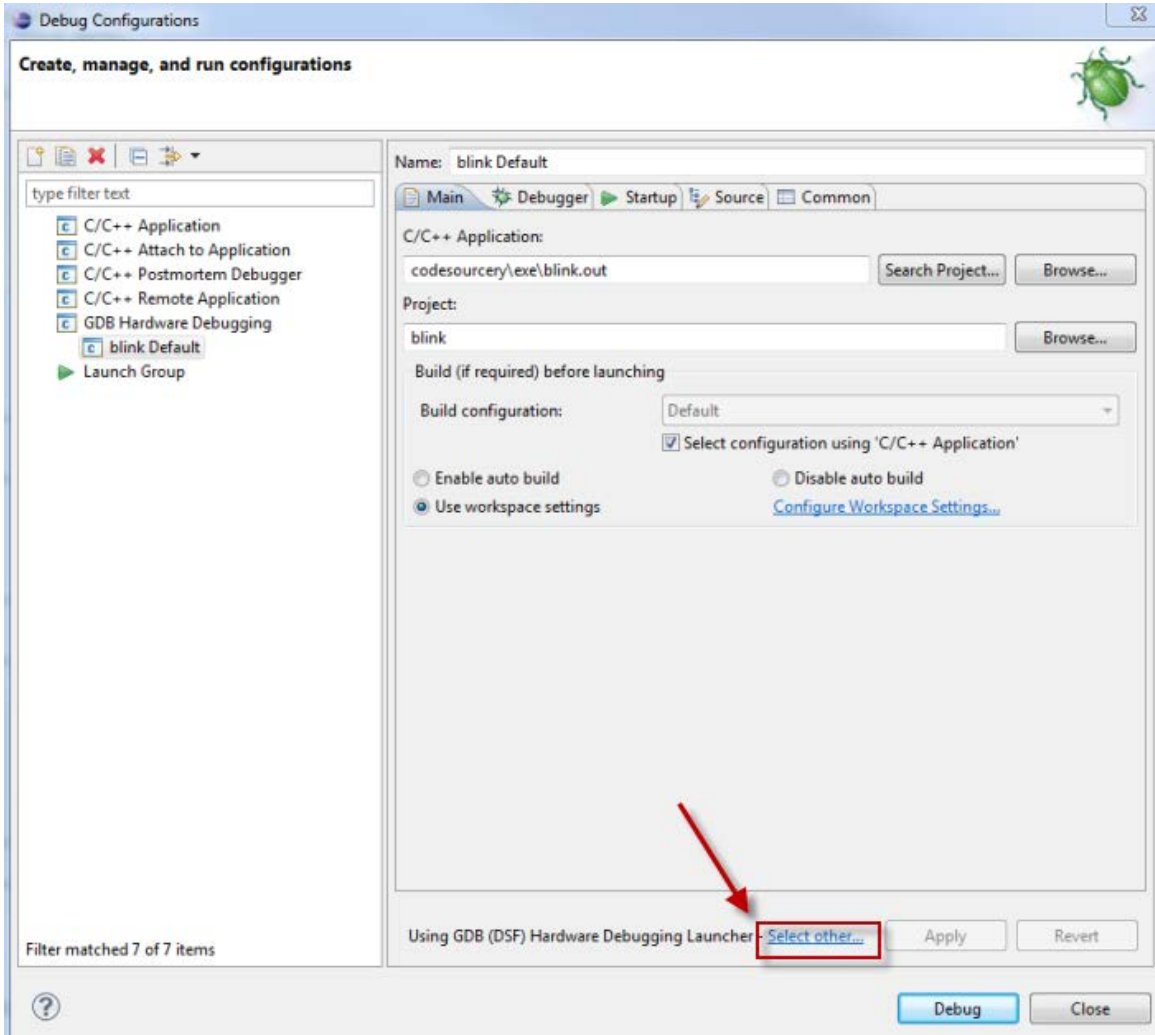 Debug Configurations
Create, manage, and run configurations
type filter text
C/C++ Application
C/C++ Attach to Application
C/C++ Postmortem Debugger
C/C++ Remote Application
GDB Hardware Debugging
blink Default
Launch Group
Filter matched 7 of 7 items
Name: blink Default
Main Debugger Startup Source Common
C/C++ Application:
codesourcery\exe\blink.out Search Project... Browse...
Project:
blink Browse...
Build (if required) before launching
Build configuration: Default
Select configuration using 'C/C++ Application'
Enable auto build Disable auto build
Use workspace settings Configure Workspace Settings...
Using GDB (DSF) Hardware Debugging Launcher - Select other... Apply Revert
Debug Close